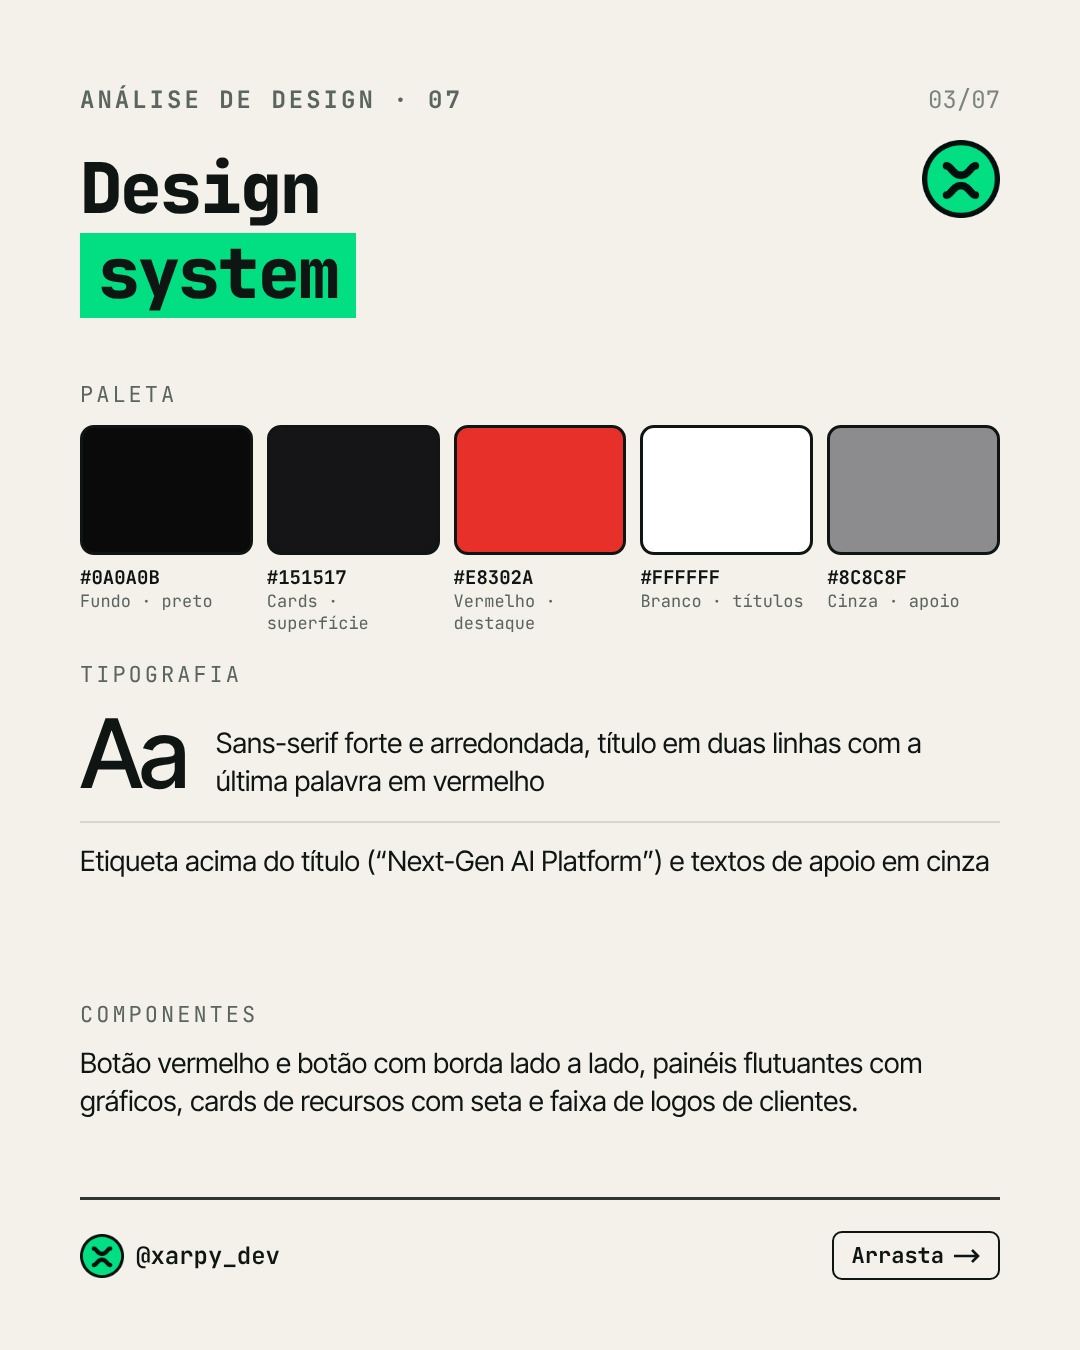 ANÁLISE DE DESIGN · 07
03/07
Design
system
PALETA
#0A0A0B
Fundo · preto
#151517
Cards ·
superfície
#E8302A
Vermelho ·
destaque
#FFFFFF
Branco · títulos
#8C8C8F
Cinza · apoio
TIPOGRAFIA
Aa
Sans-serif forte e arredondada, título em duas linhas com a
última palavra em vermelho
Etiqueta acima do título (“Next-Gen AI Platform”) e textos de apoio em cinza
COMPONENTES
Botão vermelho e botão com borda lado a lado, painéis flutuantes com
gráficos, cards de recursos com seta e faixa de logos de clientes.
@xarpy_dev
Arrasta →